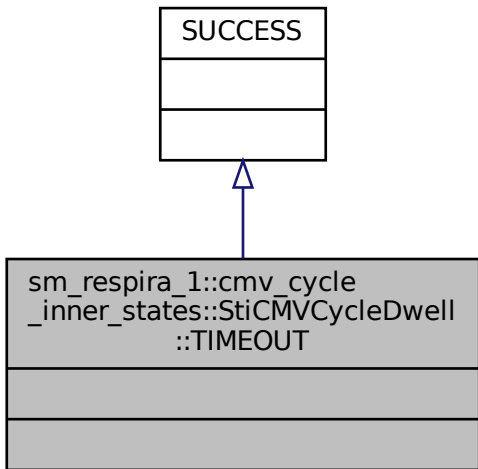 SUCCESS
sm_respira_1::cmv_cycle
_inner_states::StiCMVCycleDwell
::TIMEOUT